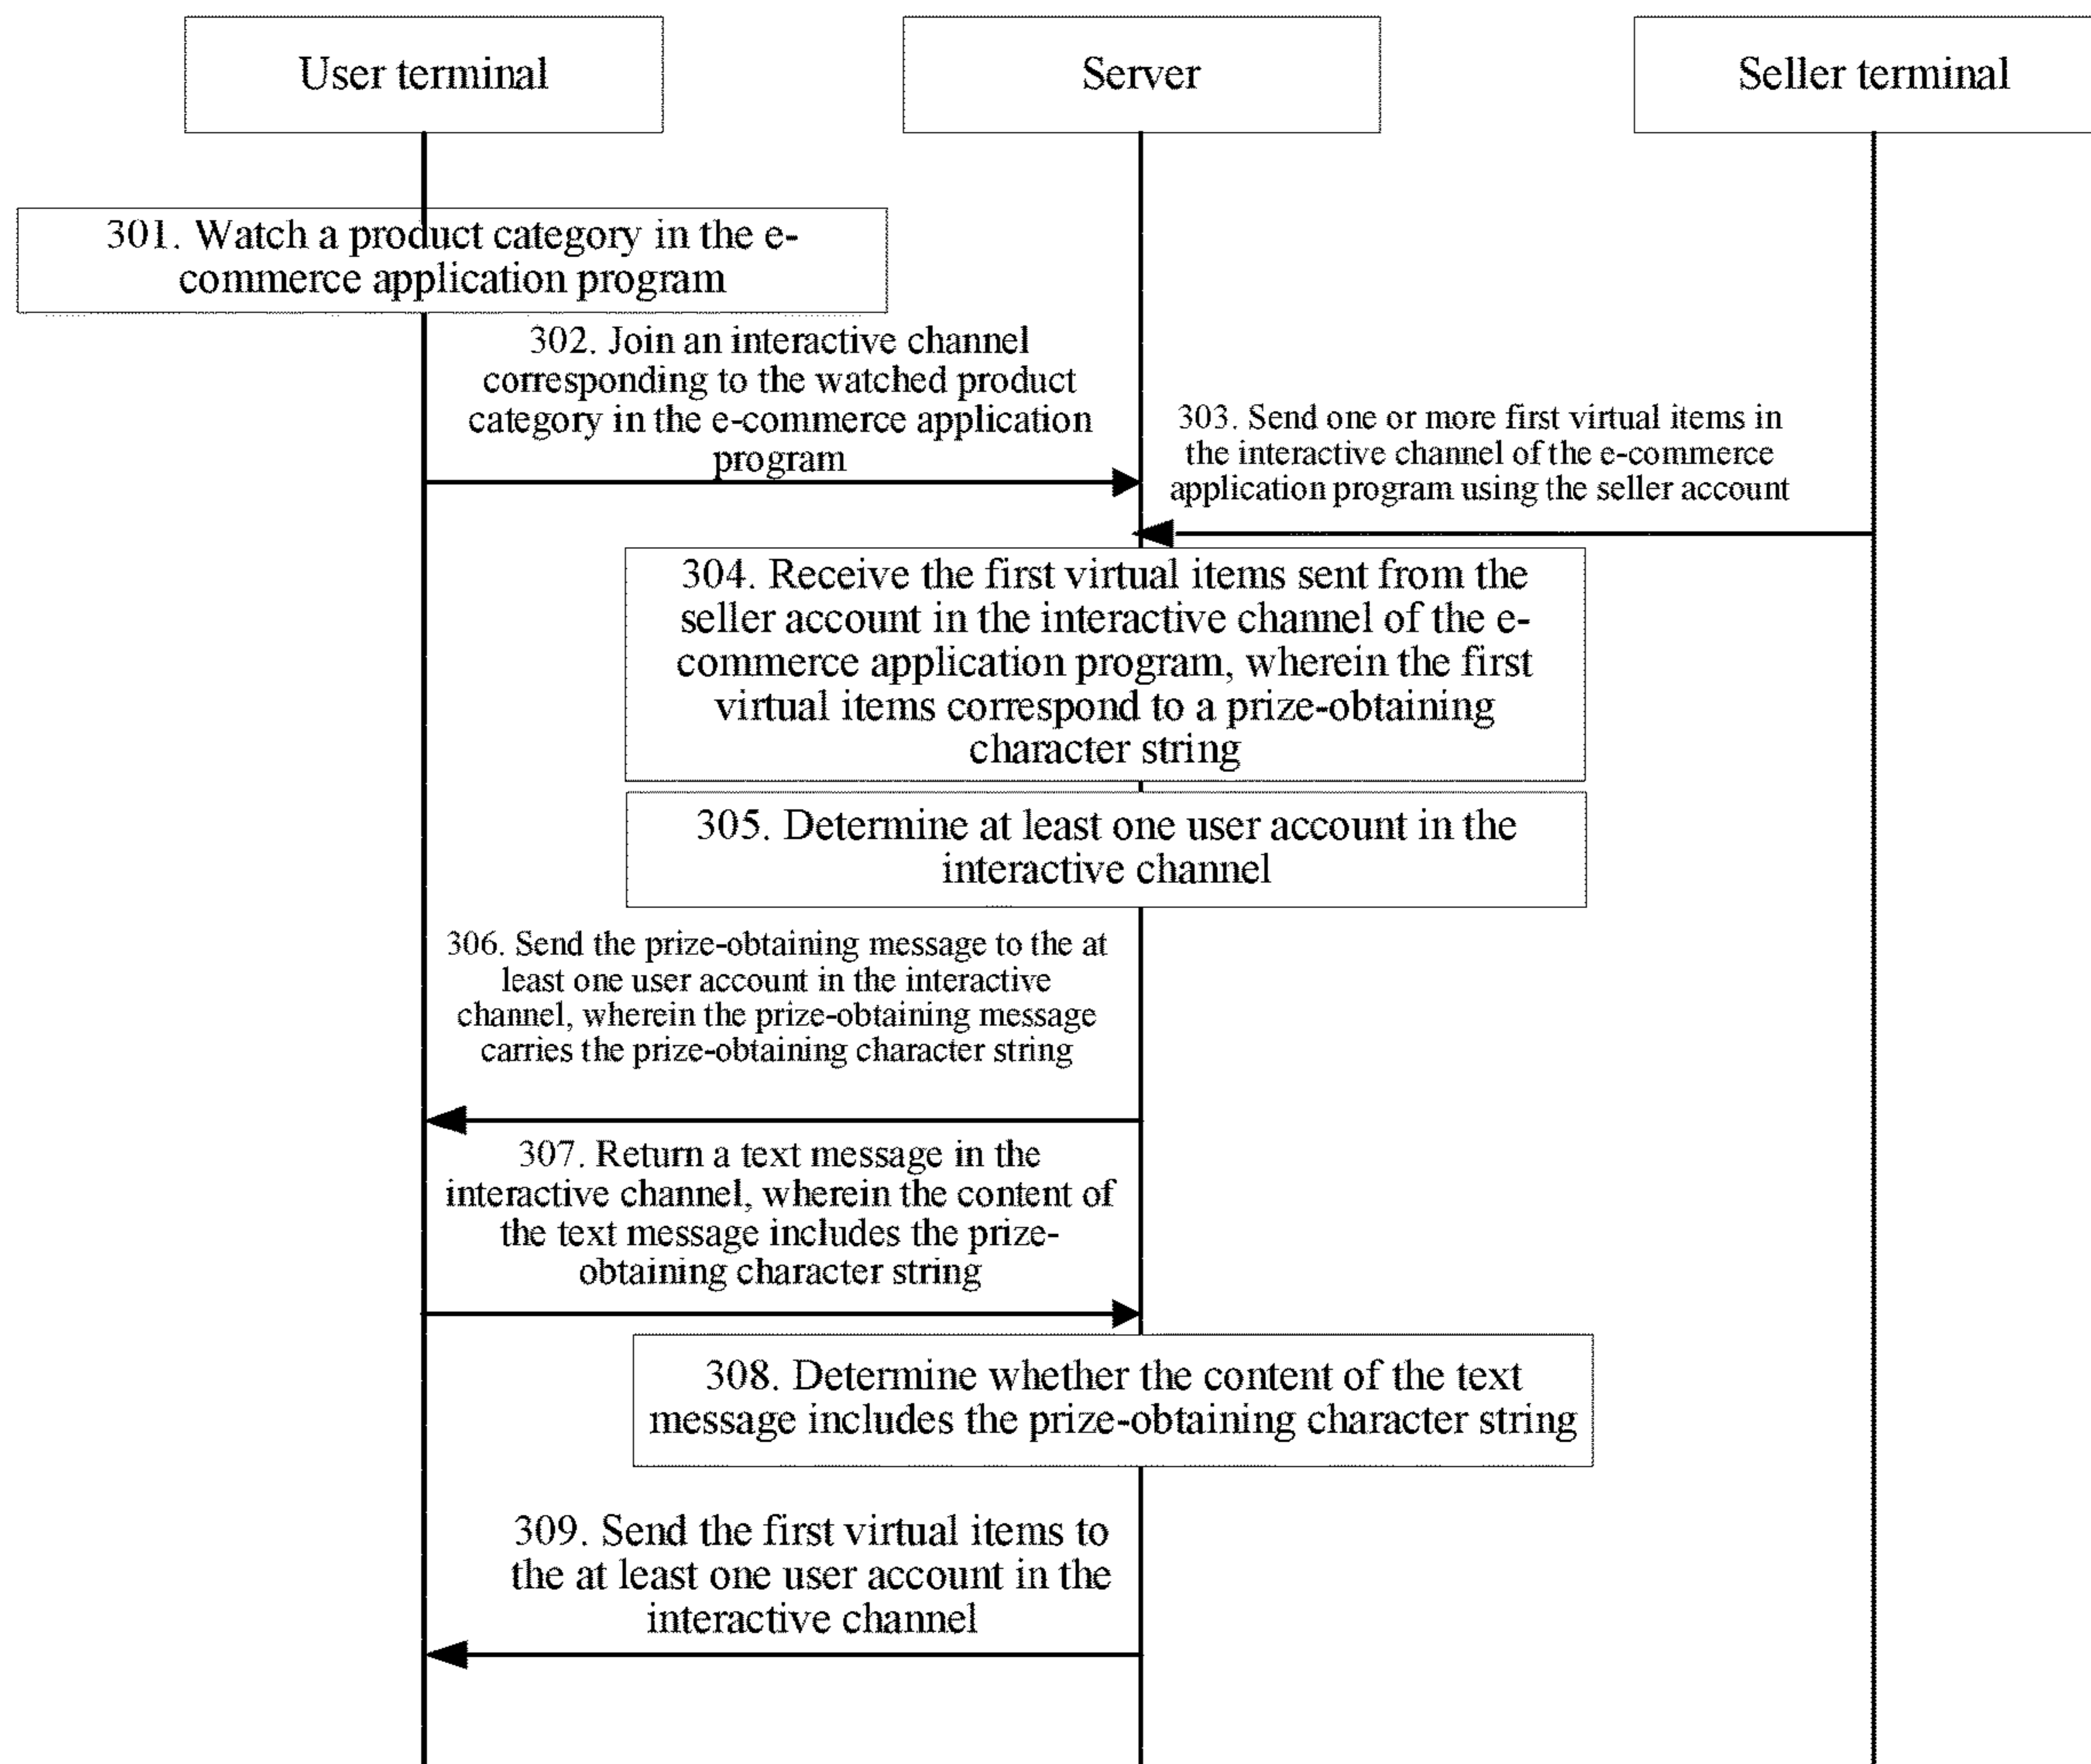 User terminal
Server
Seller terminal
301. Watch a product category in the e-
commerce application program
302. Join an interactive channel
corresponding to the watched product
category in the e-commerce application
program
303. Send one or more first virtual items in
the interactive channel of the e-commerce
application program using the seller account
304. Receive the first virtual items sent from the
seller account in the interactive channel of the e-
commerce application program, wherein the first
virtual items correspond to a prize-obtaining
character string
305. Determine at least one user account in the
interactive channel
306. Send the prize-obtaining message to the at
least one user account in the interactive
channel, wherein the prize-obtaining message
carries the prize-obtaining character string
307. Return a text message in the
interactive channel, wherein the content of
the text message includes the prize-
obtaining character string
308. Determine whether the content of the text
message includes the prize-obtaining character string
309. Send the first virtual items to
the at least one user account in the
interactive channel